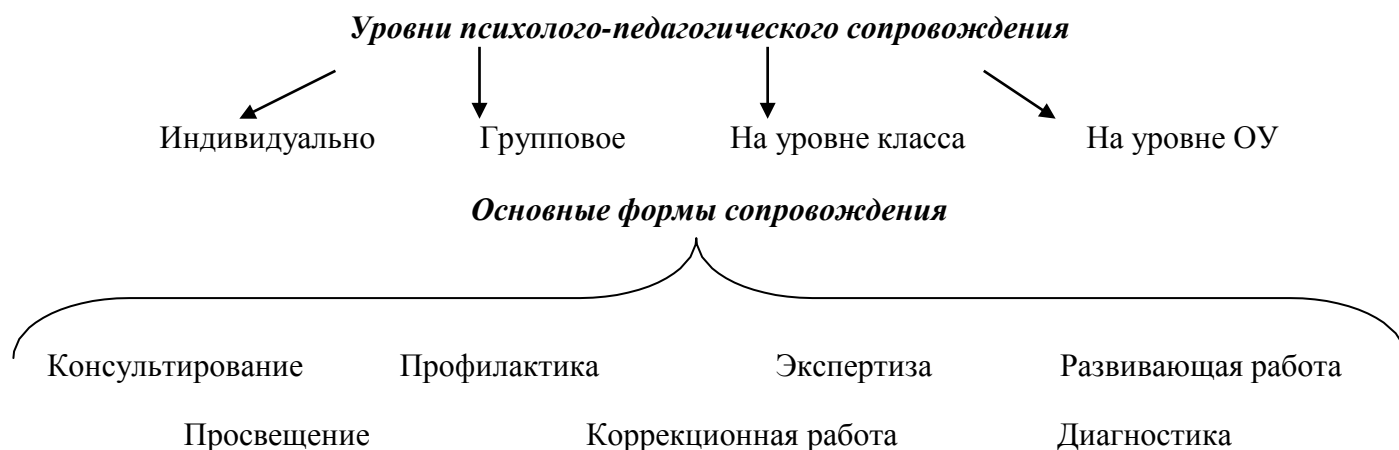 Уровни психолого-педагогического сопровождения
Индивидуально Групповое На уровне класса На уровне ОУ
Основные формы сопровождения
Консультирование Профилактика Экспертиза Развивающая работа
Просвещение Коррекционная работа Диагностика